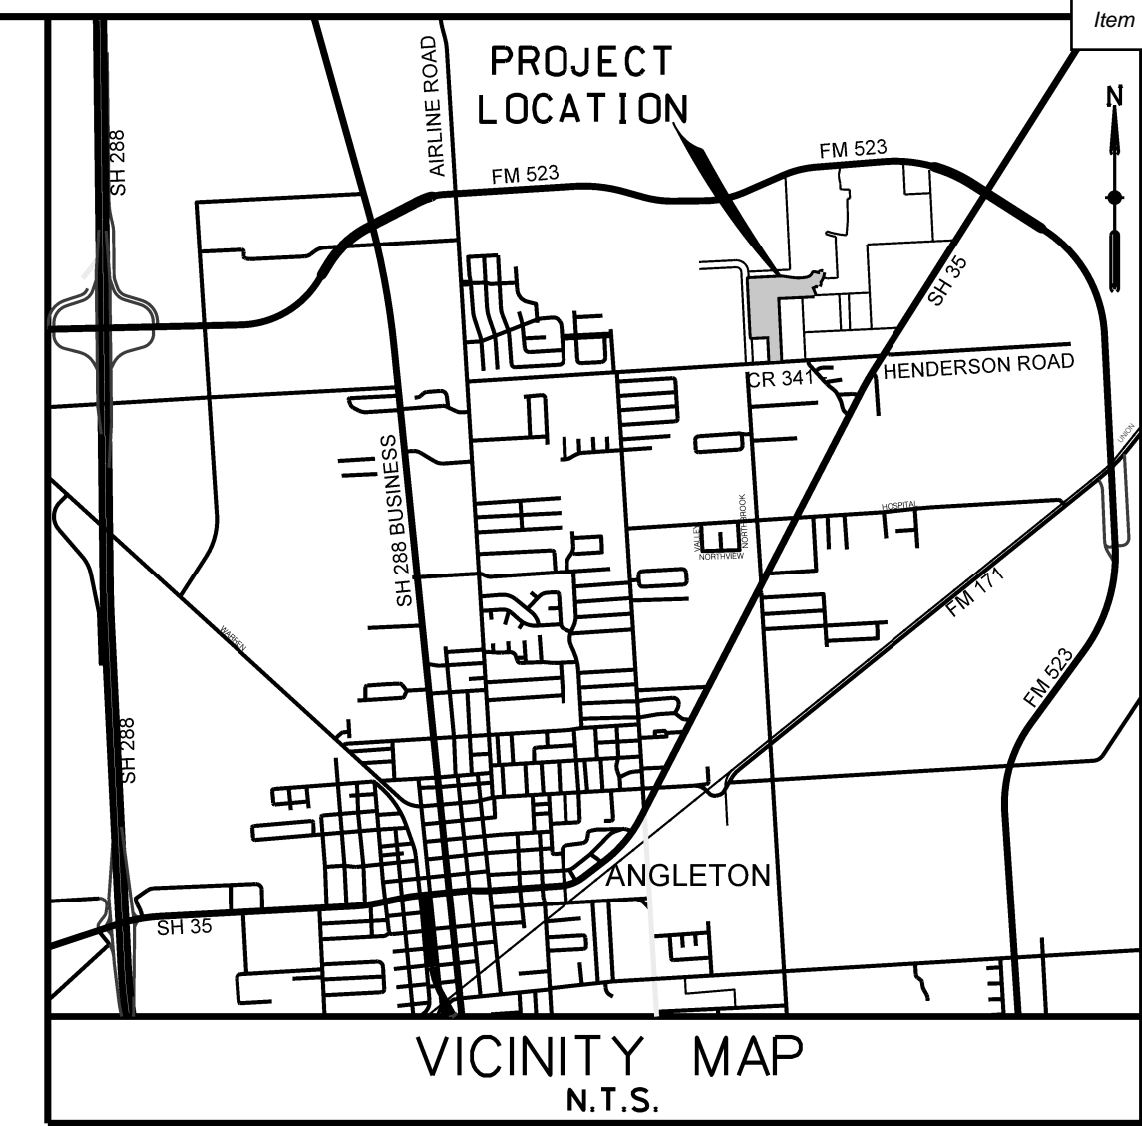 Item
PROJECT
LOCATION
N
AIRLINE ROAD
SH 288
FM 523
FM 523
SH 35
HENDERSON ROAD
CR 341
UNION
SH 288 BUSINESS
VALLEY
NORTHBROOK
NORTHVIEW
HOSPITAL
FM 171
WARREN
FM 523
SH 288
ANGLETON
SH 35
VICINITY MAP
N.T.S.